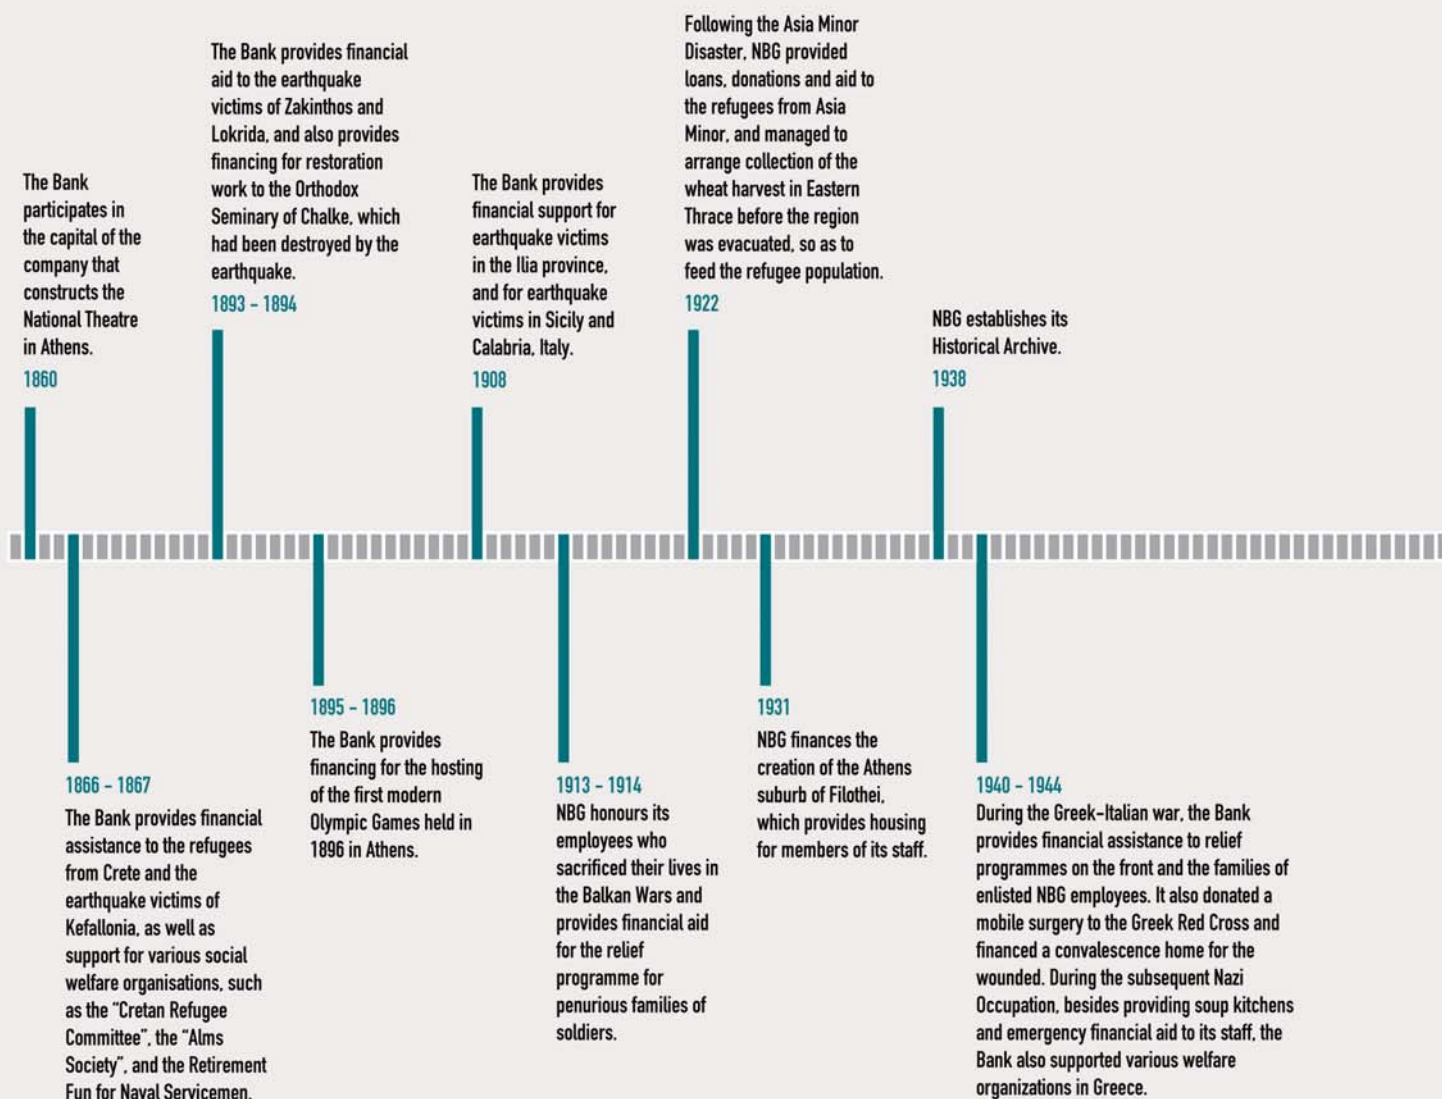 The Bank
participates in
the capital of the
company that
constructs the
National Theatre
in Athens.
1860
1866 – 1867
The Bank provides financial
assistance to the refugees
from Crete and the
earthquake victims of
Kefallonia, as well as
support for various social
welfare organisations, such
as the “Cretan Refugee
Committee”, the “Alms
Society”, and the Retirement
Fun for Naval Servicemen.
The Bank provides financial
aid to the earthquake
victims of Zakinthos and
Lokrida, and also provides
financing for restoration
work to the Orthodox
Seminary of Chalke, which
had been destroyed by the
earthquake.
1893 – 1894
1895 – 1896
The Bank provides
financing for the hosting
of the first modern
Olympic Games held in
1896 in Athens.
The Bank provides
financial support for
earthquake victims
in the Ilia province,
and for earthquake
victims in Sicily and
Calabria, Italy.
1908
1913 – 1914
NBG honours its
employees who
sacrificed their lives in
the Balkan Wars and
provides financial aid
for the relief
programme for
penurious families of
soldiers.
Following the Asia Minor
Disaster, NBG provided
loans, donations and aid to
the refugees from Asia
Minor, and managed to
arrange collection of the
wheat harvest in Eastern
Thrace before the region
was evacuated, so as to
feed the refugee population.
1922
1931
NBG finances the
creation of the Athens
suburb of Filothei,
which provides housing
for members of its staff.
NBG establishes its
Historical Archive.
1938
1940 – 1944
During the Greek–Italian war, the Bank
provides financial assistance to relief
programmes on the front and the families of
enlisted NBG employees. It also donated a
mobile surgery to the Greek Red Cross and
financed a convalescence home for the
wounded. During the subsequent Nazi
Occupation, besides providing soup kitchens
and emergency financial aid to its staff, the
Bank also supported various welfare
organizations in Greece.